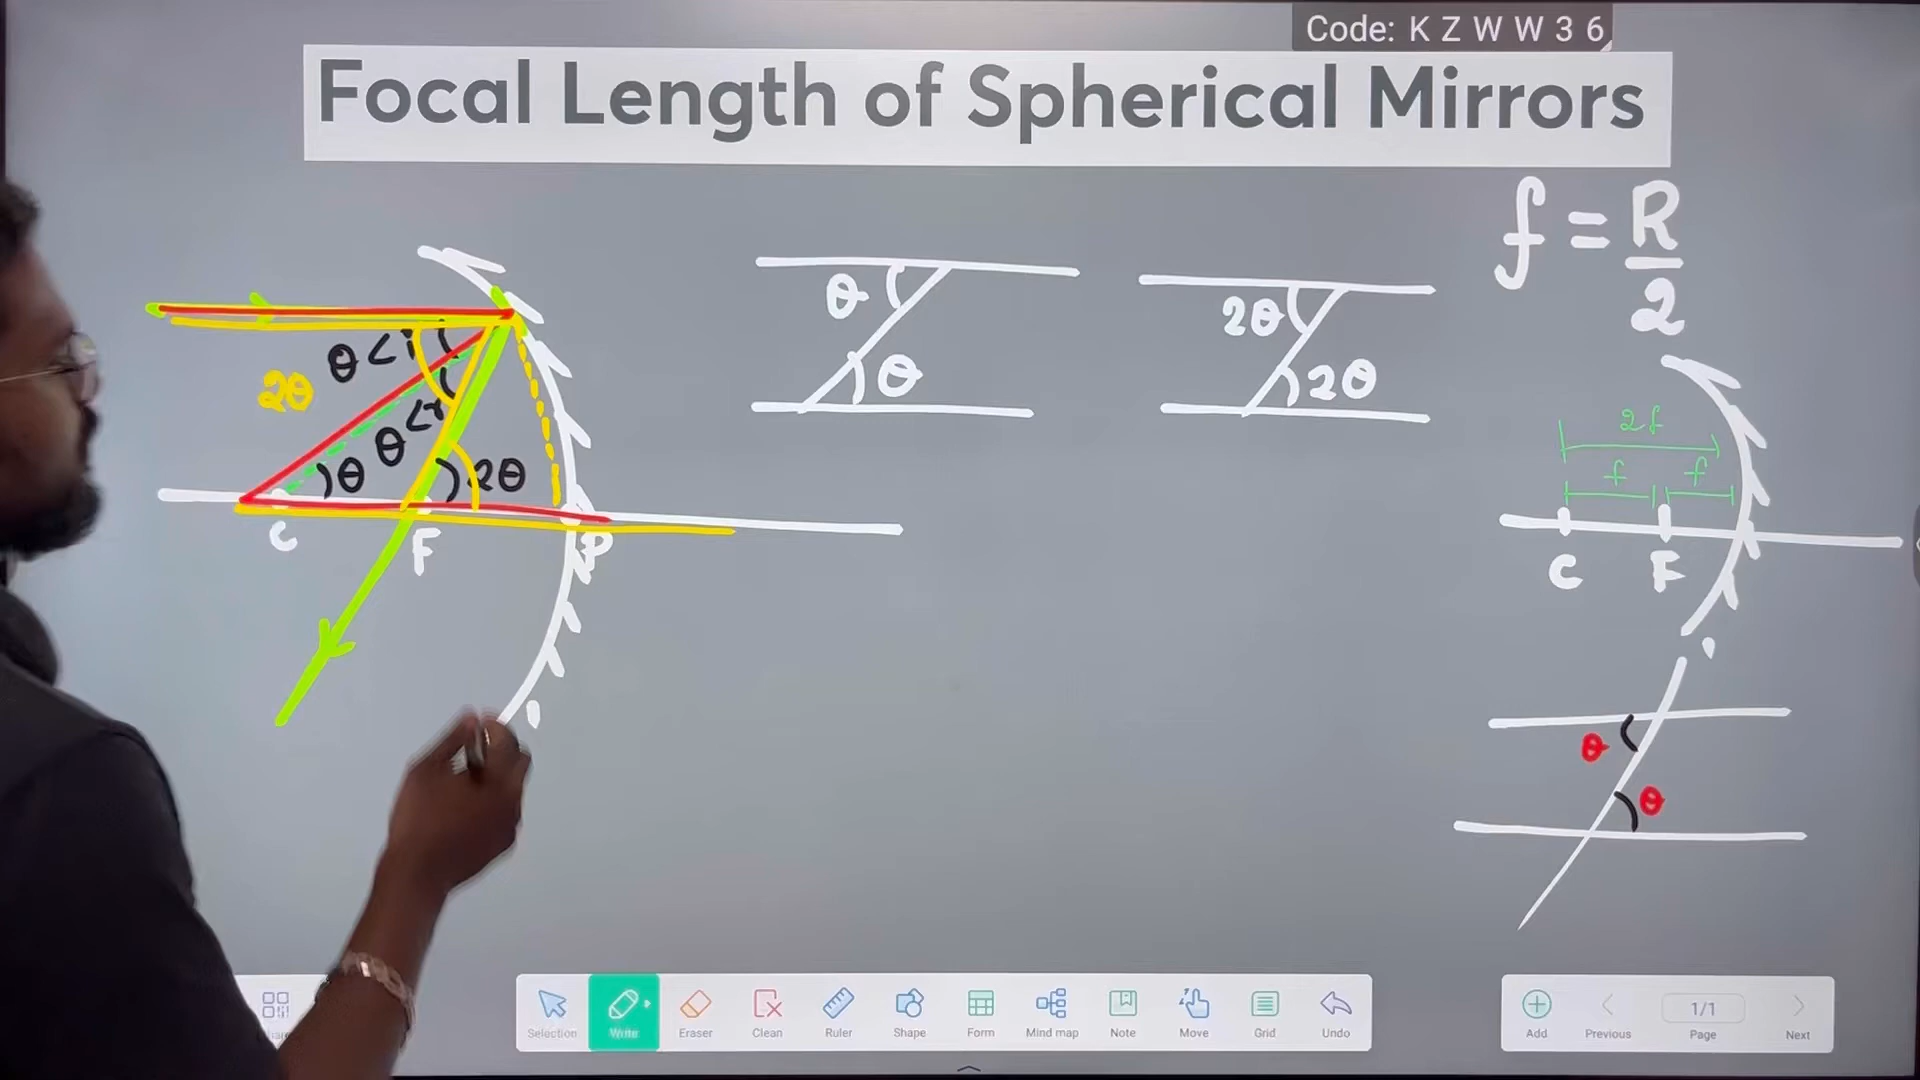 Code: K Z W W 3 6
Focal Length of Spherical Mirrors
f = R/2
θ
θ
2θ
2θ
2θ
θ < i
θ < r
θ
2θ
C
F
P
2f
f
f
C
F
θ
θ
Selection
Write
Eraser
Clean
Ruler
Shape
Form
Mind map
Note
Move
Grid
Undo
Add
Previous
1/1
Page
Next